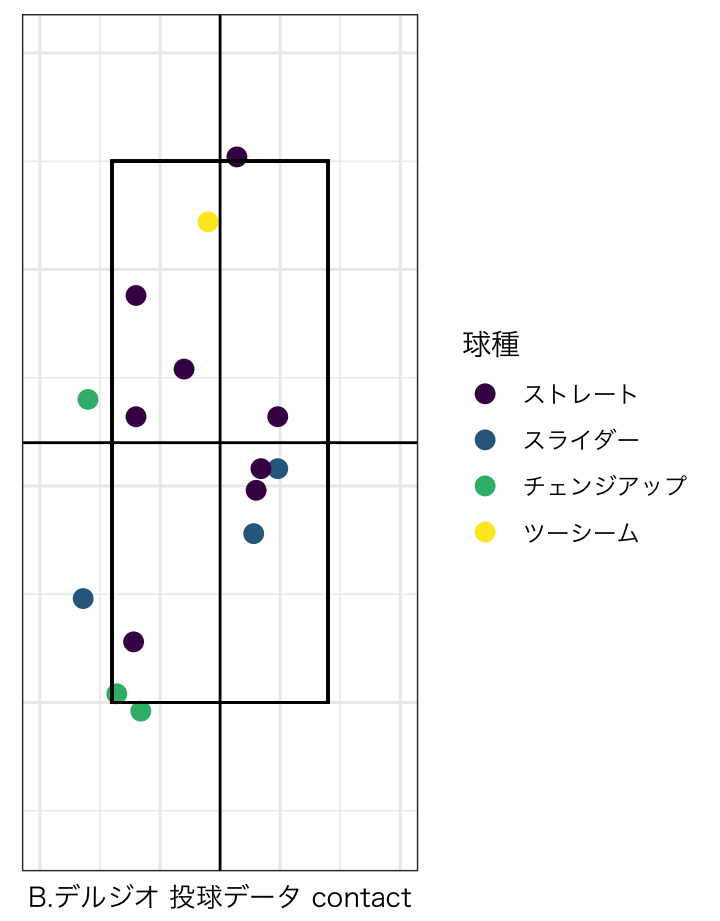 球種
ストレート
スライダー
チェンジアップ
ツーシーム
B.デルジオ 投球データ contact